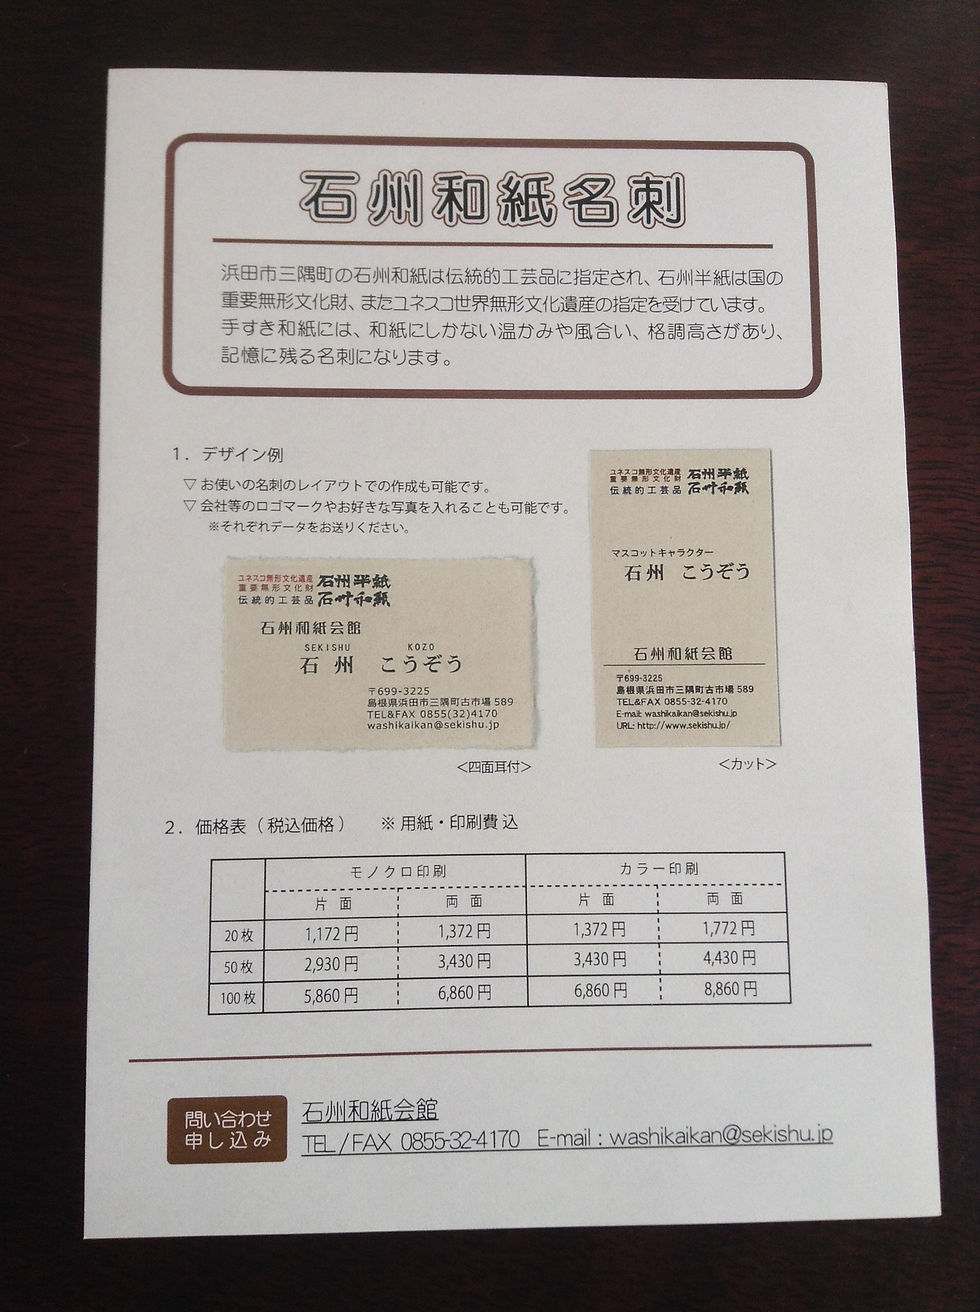 石州和紙名刺
浜田市三隅町の石州和紙は伝統的工芸品に指定され、石州半紙は国の
重要無形文化財、またユネスコ世界無形文化遺産の指定を受けています。
手すき和紙には、和紙にしかない温かみや風合い、格調高さがあり、
記憶に残る名刺になります。
1．デザイン例
▽お使いの名刺のレイアウトでの作成も可能です。
▽会社等のロゴマークやお好きな写真を入れることも可能です。
※それぞれデータをお送りください。
ユネスコ無形文化遺産 石州半紙
重要無形文化財
伝統的工芸品 石州和紙
石州和紙会館
SEKISHU KOZO
石州 こうぞう
〒699-3225
島根県浜田市三隅町古市場589
TEL&FAX 0855(32)4170
washikaikan@sekishu.jp
<四面耳付>
ユネスコ無形文化遺産 石州半紙
重要無形文化財
伝統的工芸品 石州和紙
マスコットキャラクター
石州 こうぞう
石州和紙会館
〒699-3225
島根県浜田市三隅町古市場589
TEL&FAX 0855-32-4170
E-mail: washikaikan@sekishu.jp
URL: http://www.sekishu.jp/
<カット>
2．価格表（税込価格） ※用紙・印刷費込
モノクロ印刷 カラー印刷
片面 両面 片面 両面
20枚 1,172円 1,372円 1,372円 1,772円
50枚 2,930円 3,430円 3,430円 4,430円
100枚 5,860円 6,860円 6,860円 8,860円
問い合わせ
申し込み
石州和紙会館
TEL/FAX 0855-32-4170 E-mail：washikaikan@sekishu.jp